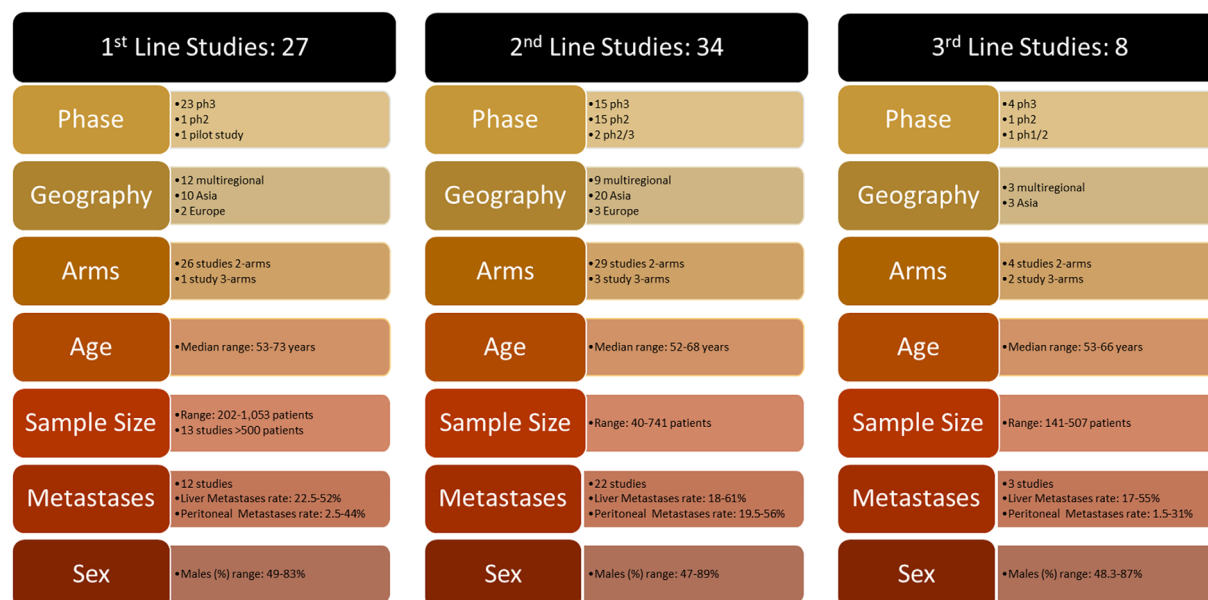 1st Line Studies: 27
Phase
•23 ph3
•1 ph2
•1 pilot study
Geography
•12 multiregional
•10 Asia
•2 Europe
Arms
•26 studies 2-arms
•1 study 3-arms
Age
•Median range: 53-73 years
Sample Size
•Range: 202-1,053 patients
•13 studies >500 patients
Metastases
•12 studies
•Liver Metastases rate: 22.5-52%
•Peritoneal Metastases rate: 2.5-44%
Sex
•Males (%) range: 49-83%
2nd Line Studies: 34
Phase
•15 ph3
•15 ph2
•2 ph2/3
Geography
•9 multiregional
•20 Asia
•3 Europe
Arms
•29 studies 2-arms
•3 study 3-arms
Age
•Median range: 52-68 years
Sample Size
•Range: 40-741 patients
Metastases
•22 studies
•Liver Metastases rate: 18-61%
•Peritoneal Metastases rate: 19.5-56%
Sex
•Males (%) range: 47-89%
3rd Line Studies: 8
Phase
•4 ph3
•1 ph2
•1 ph1/2
Geography
•3 multiregional
•3 Asia
Arms
•4 studies 2-arms
•2 study 3-arms
Age
•Median range: 53-66 years
Sample Size
•Range: 141-507 patients
Metastases
•3 studies
•Liver Metastases rate: 17-55%
•Peritoneal Metastases rate: 1.5-31%
Sex
•Males (%) range: 48.3-87%